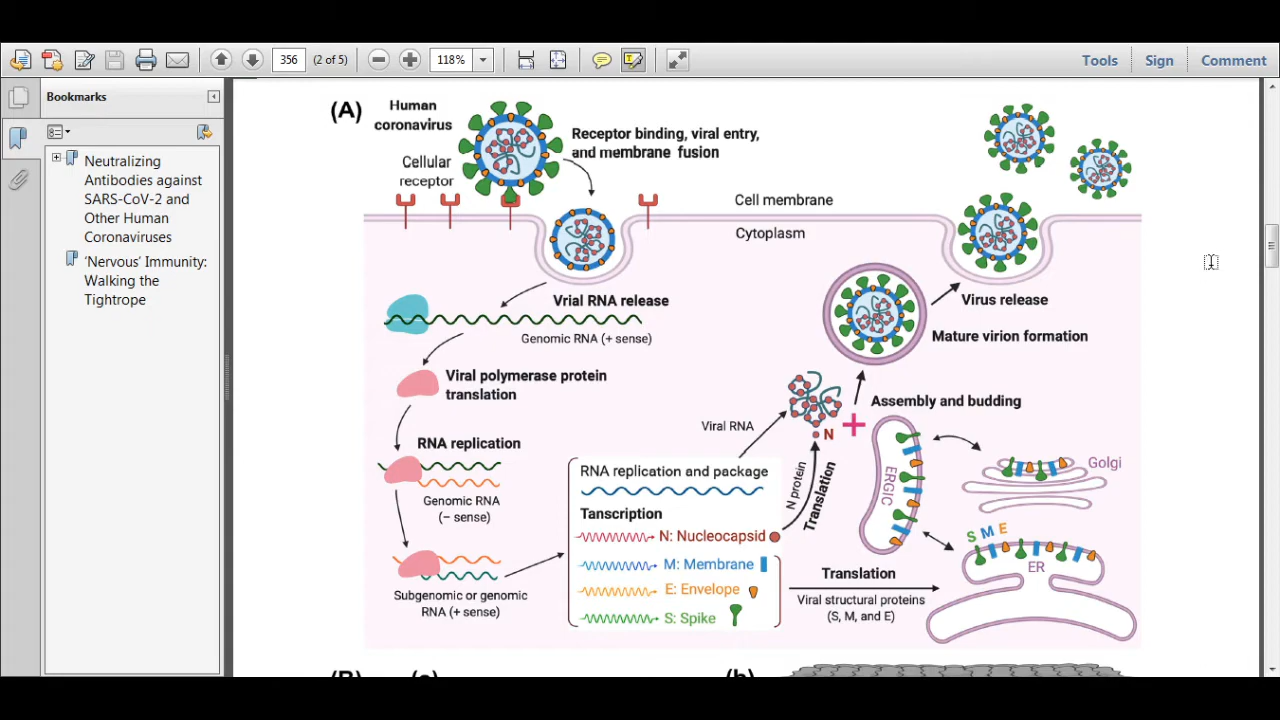 356
(2 of 5)
118%
Tools
Sign
Comment
Bookmarks
Neutralizing
Antibodies against
SARS-CoV-2 and
Other Human
Coronaviruses
'Nervous' Immunity:
Walking the
Tightrope
(A)
Human
coronavirus
Cellular
receptor
Receptor binding, viral entry,
and membrane fusion
Cell membrane
Cytoplasm
Vrial RNA release
Genomic RNA (+ sense)
Viral polymerase protein
translation
RNA replication
Genomic RNA
(− sense)
Subgenomic or genomic
RNA (+ sense)
RNA replication and package
Tanscription
N: Nucleocapsid
M: Membrane
E: Envelope
S: Spike
Viral RNA
N
N protein
Translation
+
Translation
Viral structural proteins
(S, M, and E)
Virus release
Mature virion formation
Assembly and budding
ERGIC
Golgi
S M E
ER
(B)
(a)
(b)